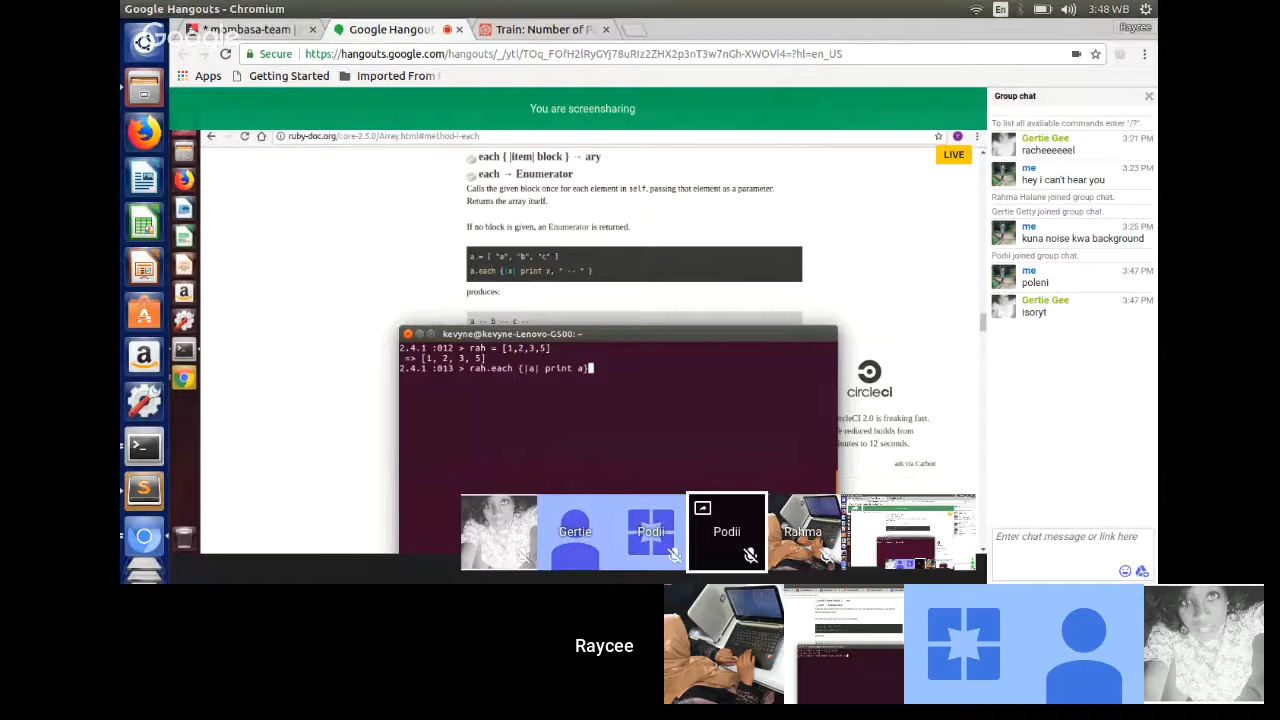 Google Hangouts - Chromium
En
3:48 WB
* mombasa-team |
Google Hangout
Train: Number of P
Raycee
Google
Secure
https://hangouts.google.com/hangouts/_/ytl/TOq_FOfH2lRyGYj78uRIz2ZHX2p3nT3w7nGh-XWOVi4=?hl=en_US
Apps
Getting Started
Imported From
You are screensharing
Group chat
To list all available commands enter "/?".
Gertie Gee 3:21 PM
racheeeeeel
me 3:23 PM
hey i can't hear you
Rahma Halane joined group chat.
Gertie Getty joined group chat.
me 3:25 PM
kuna noise kwa background
Podii joined group chat.
me 3:47 PM
poleni
Gertie Gee 3:47 PM
isoryt
Enter chat message or link here
ruby-doc.org/core-2.5.0/Array.html#method-i-each
LIVE
each { |item| block } → ary
each → Enumerator
Calls the given block once for each element in self, passing that element as a parameter.
Returns the array itself.
If no block is given, an Enumerator is returned.
a = [ "a", "b", "c" ]
a.each {|x| print x, " -- " }
produces:
a -- b -- c --
kevyne@kevyne-Lenovo-G500: ~
2.4.1 :012 > rah = [1,2,3,5]
=> [1, 2, 3, 5]
2.4.1 :013 > rah.each {|a| print a}
circleci
CircleCI 2.0 is freaking fast.
reduced builds from
minutes to 12 seconds.
ads via Carbon
Gertie
Podii
Podii
Rahma
Raycee